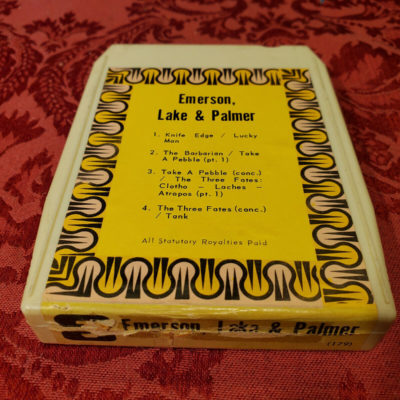 Emerson,
Lake & Palmer
1. Knife Edge / Lucky
Man
2. The Barbarian / Take
A Pebble (pt. 1)
3. Take A Pebble (conc.)
/ The Three Fates:
Clotho - Laches -
Atropos (pt. 1)
4. The Three Fates (conc.)
/ Tank
All Statutory Royalties Paid
Emerson, Lake & Palmer
(179)